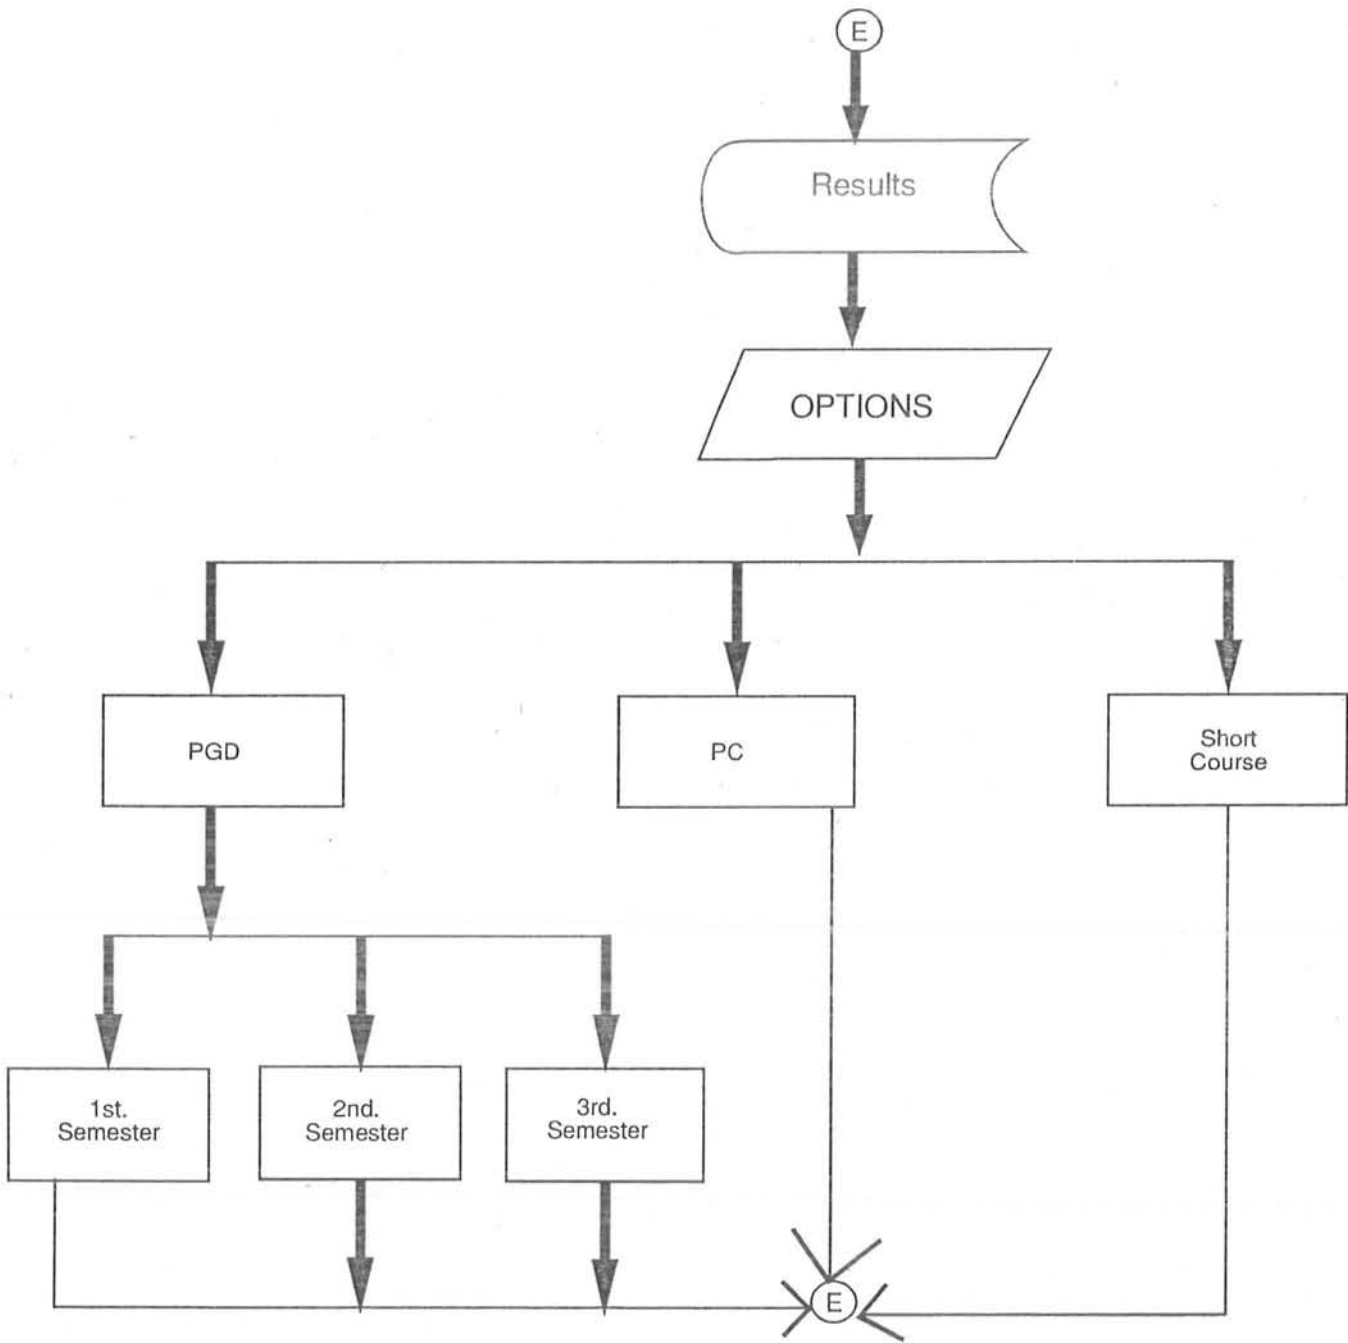 E
Results
OPTIONS
PGD
PC
Short
Course
1st.
Semester
2nd.
Semester
3rd.
Semester
E